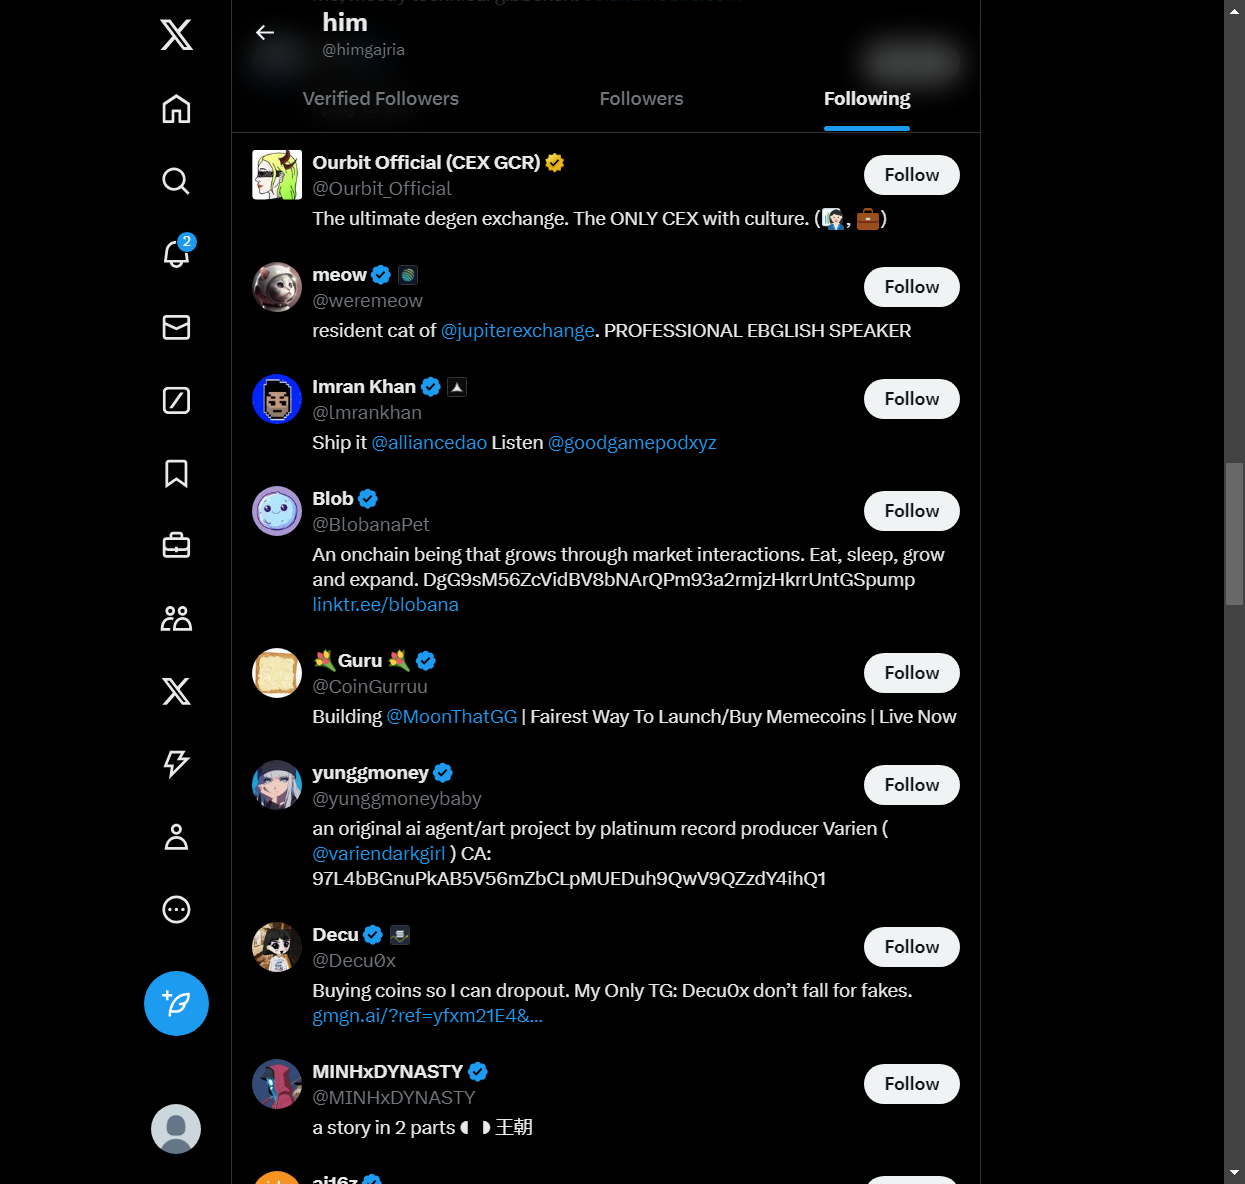 him
@himgajria
Verified Followers
Followers
Following
2
Ourbit Official (CEX GCR)
@Ourbit_Official
Follow
The ultimate degen exchange. The ONLY CEX with culture. (👩‍💼, 💼)
meow
@weremeow
Follow
resident cat of @jupiterexchange. PROFESSIONAL EBGLISH SPEAKER
Imran Khan
@lmrankhan
Follow
Ship it @alliancedao Listen @goodgamepodxyz
Blob
@BlobanaPet
Follow
An onchain being that grows through market interactions. Eat, sleep, grow
and expand. DgG9sM56ZcVidBV8bNArQPm93a2rmjzHkrrUntGSpump
linktr.ee/blobana
Guru
@CoinGurruu
Follow
Building @MoonThatGG | Fairest Way To Launch/Buy Memecoins | Live Now
yunggmoney
@yunggmoneybaby
Follow
an original ai agent/art project by platinum record producer Varien (
@variendarkgirl ) CA:
97L4bBGnuPkAB5V56mZbCLpMUEDuh9QwV9QZzdY4ihQ1
Decu
@Decu0x
Follow
Buying coins so I can dropout. My Only TG: Decu0x don’t fall for fakes.
gmgn.ai/?ref=yfxm21E4&…
MINHxDYNASTY
@MINHxDYNASTY
Follow
a story in 2 parts ◖ ◗ 王朝
ai16z